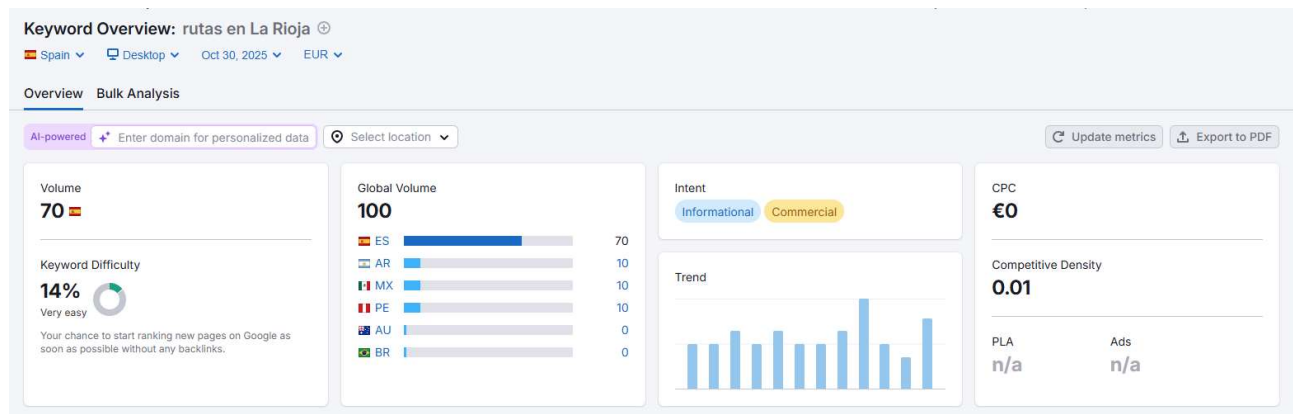 Keyword Overview: rutas en La Rioja
Spain Desktop Oct 30, 2025 EUR
Overview Bulk Analysis
AI-powered Enter domain for personalized data Select location Update metrics Export to PDF
Volume
70
Keyword Difficulty
14%
Very easy
Your chance to start ranking new pages on Google as
soon as possible without any backlinks.
Global Volume
100
ES 70
AR 10
MX 10
PE 10
AU 0
BR 0
Intent
Informational Commercial
Trend
CPC
€0
Competitive Density
0.01
PLA Ads
n/a n/a